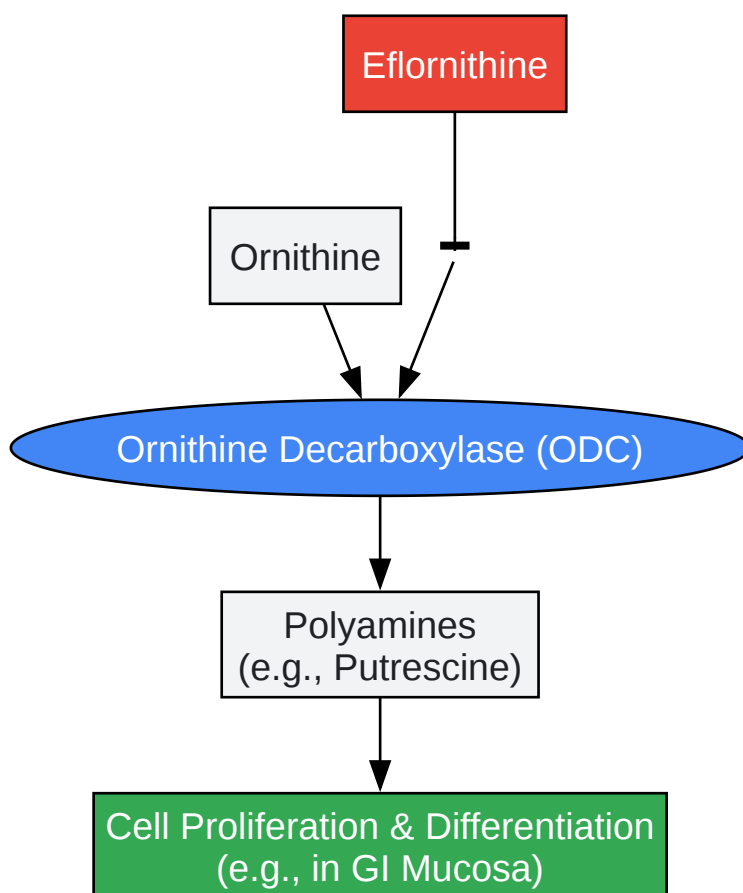 Eflornithine
Ornithine
Ornithine Decarboxylase (ODC)
Polyamines
(e.g., Putrescine)
Cell Proliferation & Differentiation
(e.g., in GI Mucosa)